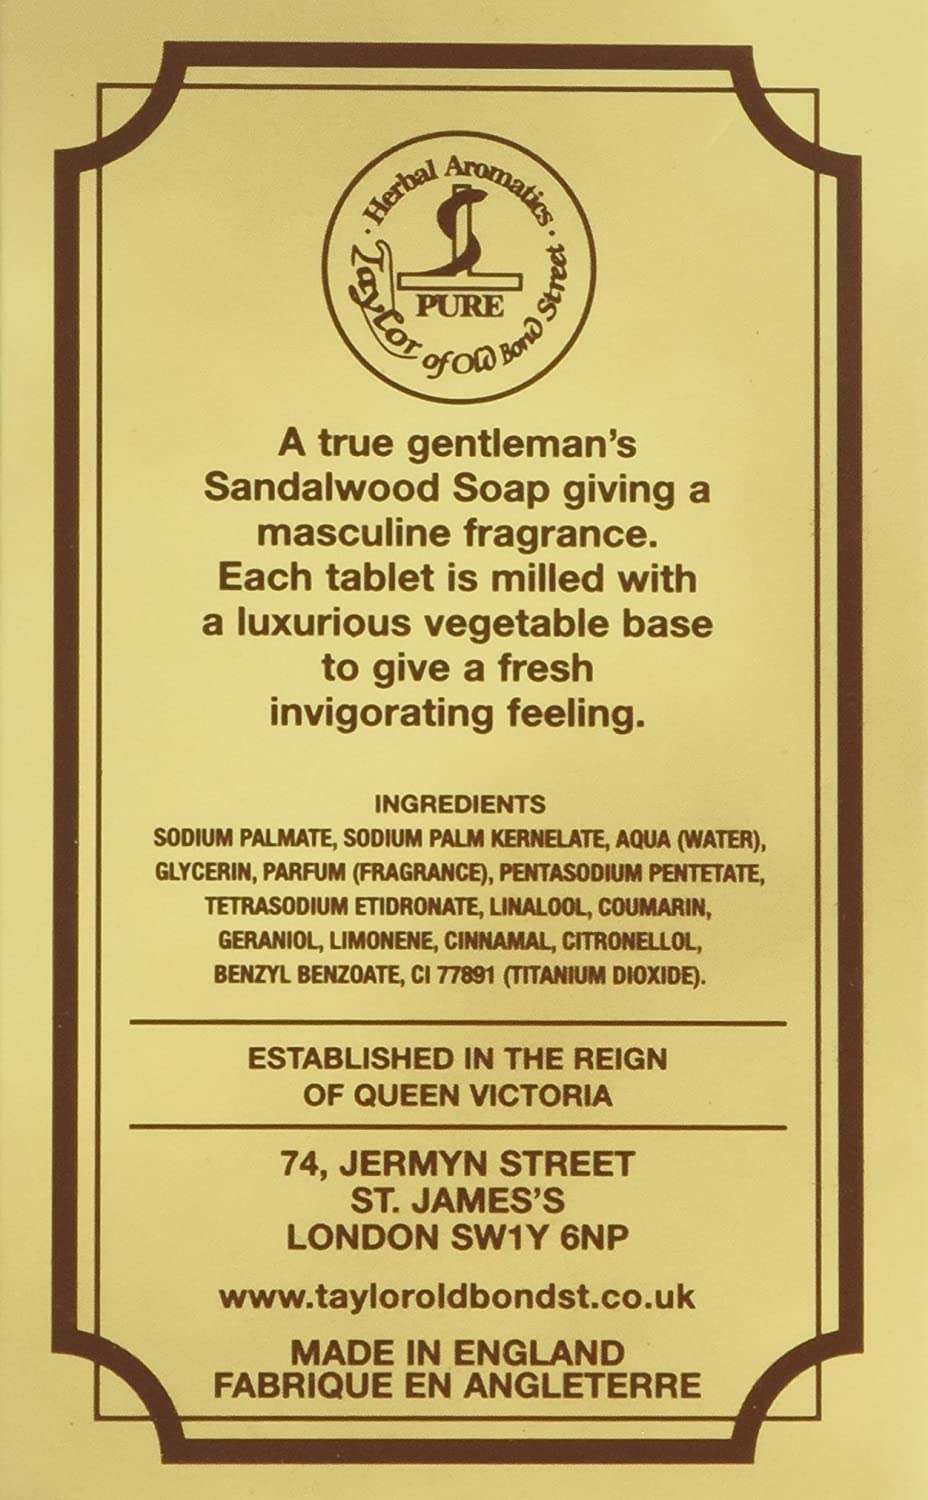 · Herbal Aromatics ·
PURE
Taylor of Old Bond Street
A true gentleman's
Sandalwood Soap giving a
masculine fragrance.
Each tablet is milled with
a luxurious vegetable base
to give a fresh
invigorating feeling.
INGREDIENTS
SODIUM PALMATE, SODIUM PALM KERNELATE, AQUA (WATER),
GLYCERIN, PARFUM (FRAGRANCE), PENTASODIUM PENTETATE,
TETRASODIUM ETIDRONATE, LINALOOL, COUMARIN,
GERANIOL, LIMONENE, CINNAMAL, CITRONELLOL,
BENZYL BENZOATE, CI 77891 (TITANIUM DIOXIDE).
ESTABLISHED IN THE REIGN
OF QUEEN VICTORIA
74, JERMYN STREET
ST. JAMES'S
LONDON SW1Y 6NP
www.tayloroldbondst.co.uk
MADE IN ENGLAND
FABRIQUE EN ANGLETERRE